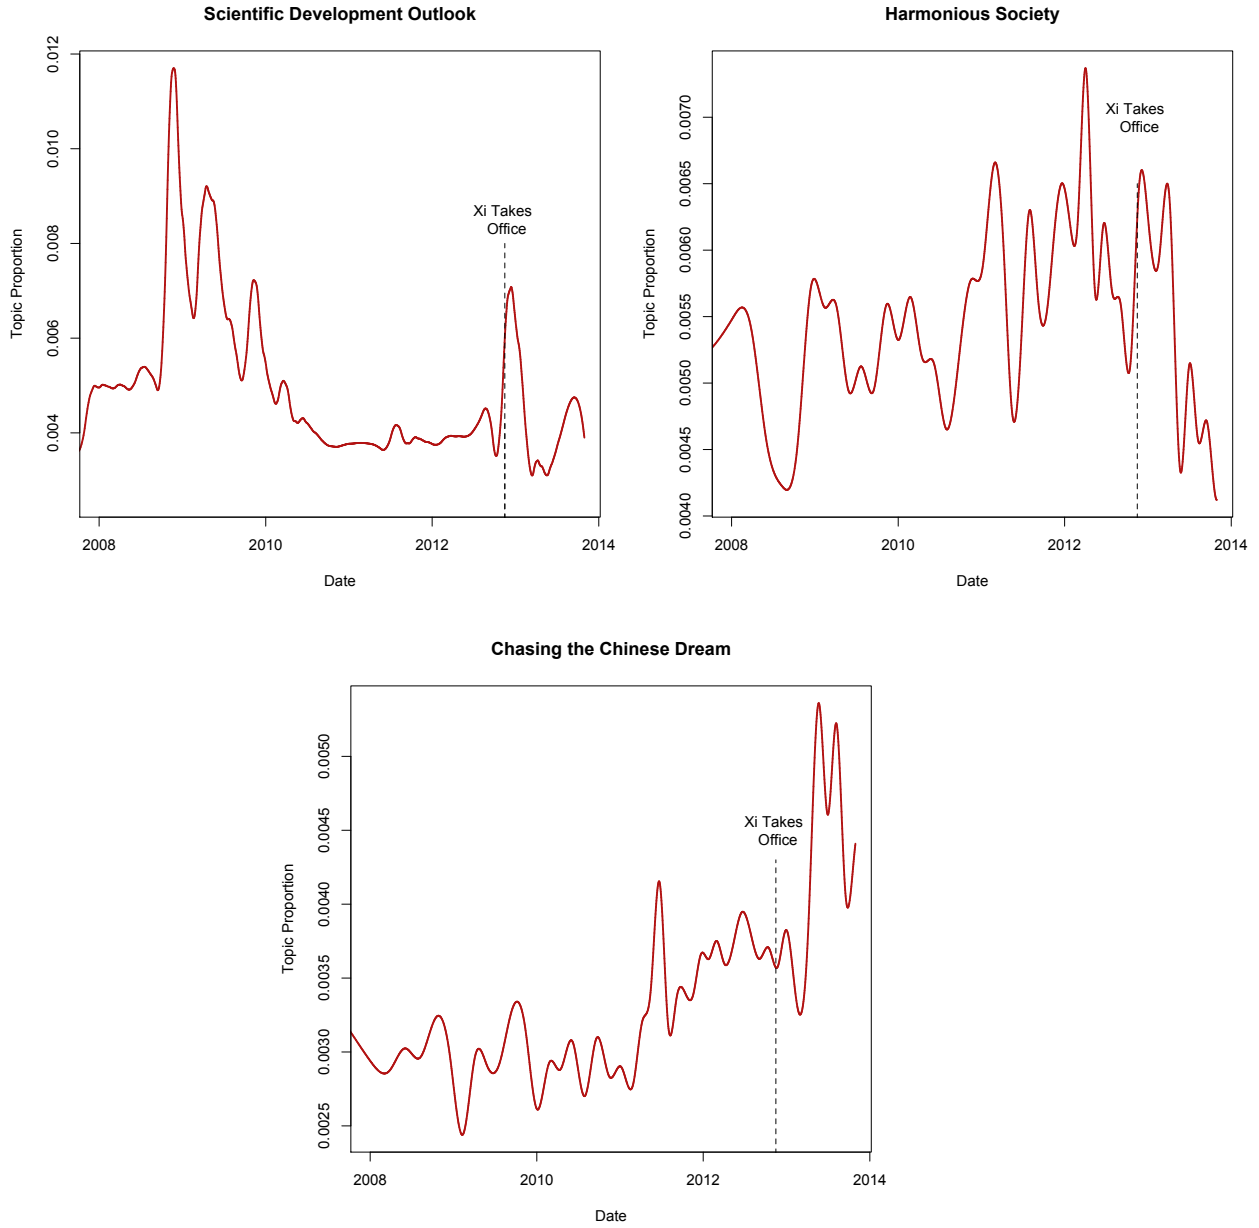 Scientific Development Outlook
Topic Proportion
0.012
0.010
0.008
0.006
0.004
Xi Takes
Office
2008
2010
2012
2014
Date
Harmonious Society
Topic Proportion
0.0070
0.0065
0.0060
0.0055
0.0050
0.0045
0.0040
Xi Takes
Office
2008
2010
2012
2014
Date
Chasing the Chinese Dream
Topic Proportion
0.0050
0.0045
0.0040
0.0035
0.0030
0.0025
Xi Takes
Office
2008
2010
2012
2014
Date